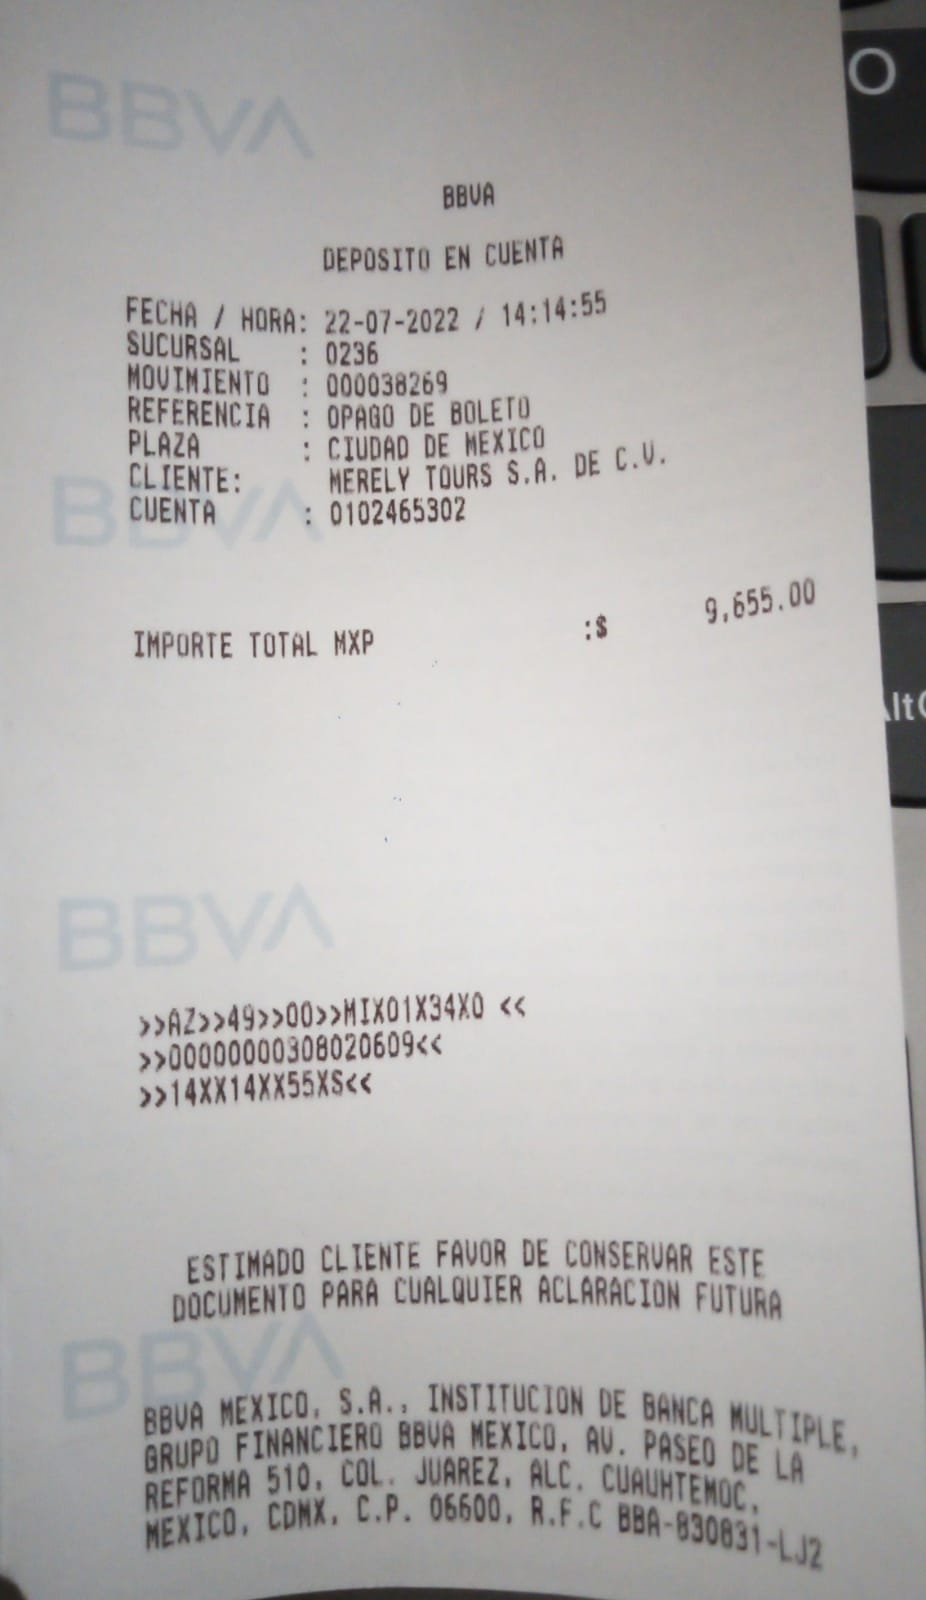 BBVA
BBVA
DEPOSITO EN CUENTA
FECHA / HORA: 22-07-2022 / 14:14:55
SUCURSAL : 0236
MOVIMIENTO : 000038269
REFERENCIA : OPAGO DE BOLETO
PLAZA : CIUDAD DE MEXICO
CLIENTE: MERELY TOURS S.A. DE C.V.
BBVA
CUENTA : 0102465302
IMPORTE TOTAL MXP :$ 9,655.00
BBVA
>>AZ>>49>>00>>MIX01X34X0 <<
>>00000000308020609<<
>>14XX14XX55XS<<
ESTIMADO CLIENTE FAVOR DE CONSERVAR ESTE
DOCUMENTO PARA CUALQUIER ACLARACION FUTURA
BBVA
BBVA MEXICO, S.A., INSTITUCION DE BANCA MULTIPLE,
GRUPO FINANCIERO BBVA MEXICO, AV. PASEO DE LA
REFORMA 510, COL. JUAREZ, ALC. CUAUHTEMOC,
MEXICO, CDMX, C.P. 06600, R.F.C BBA-830831-LJ2
O